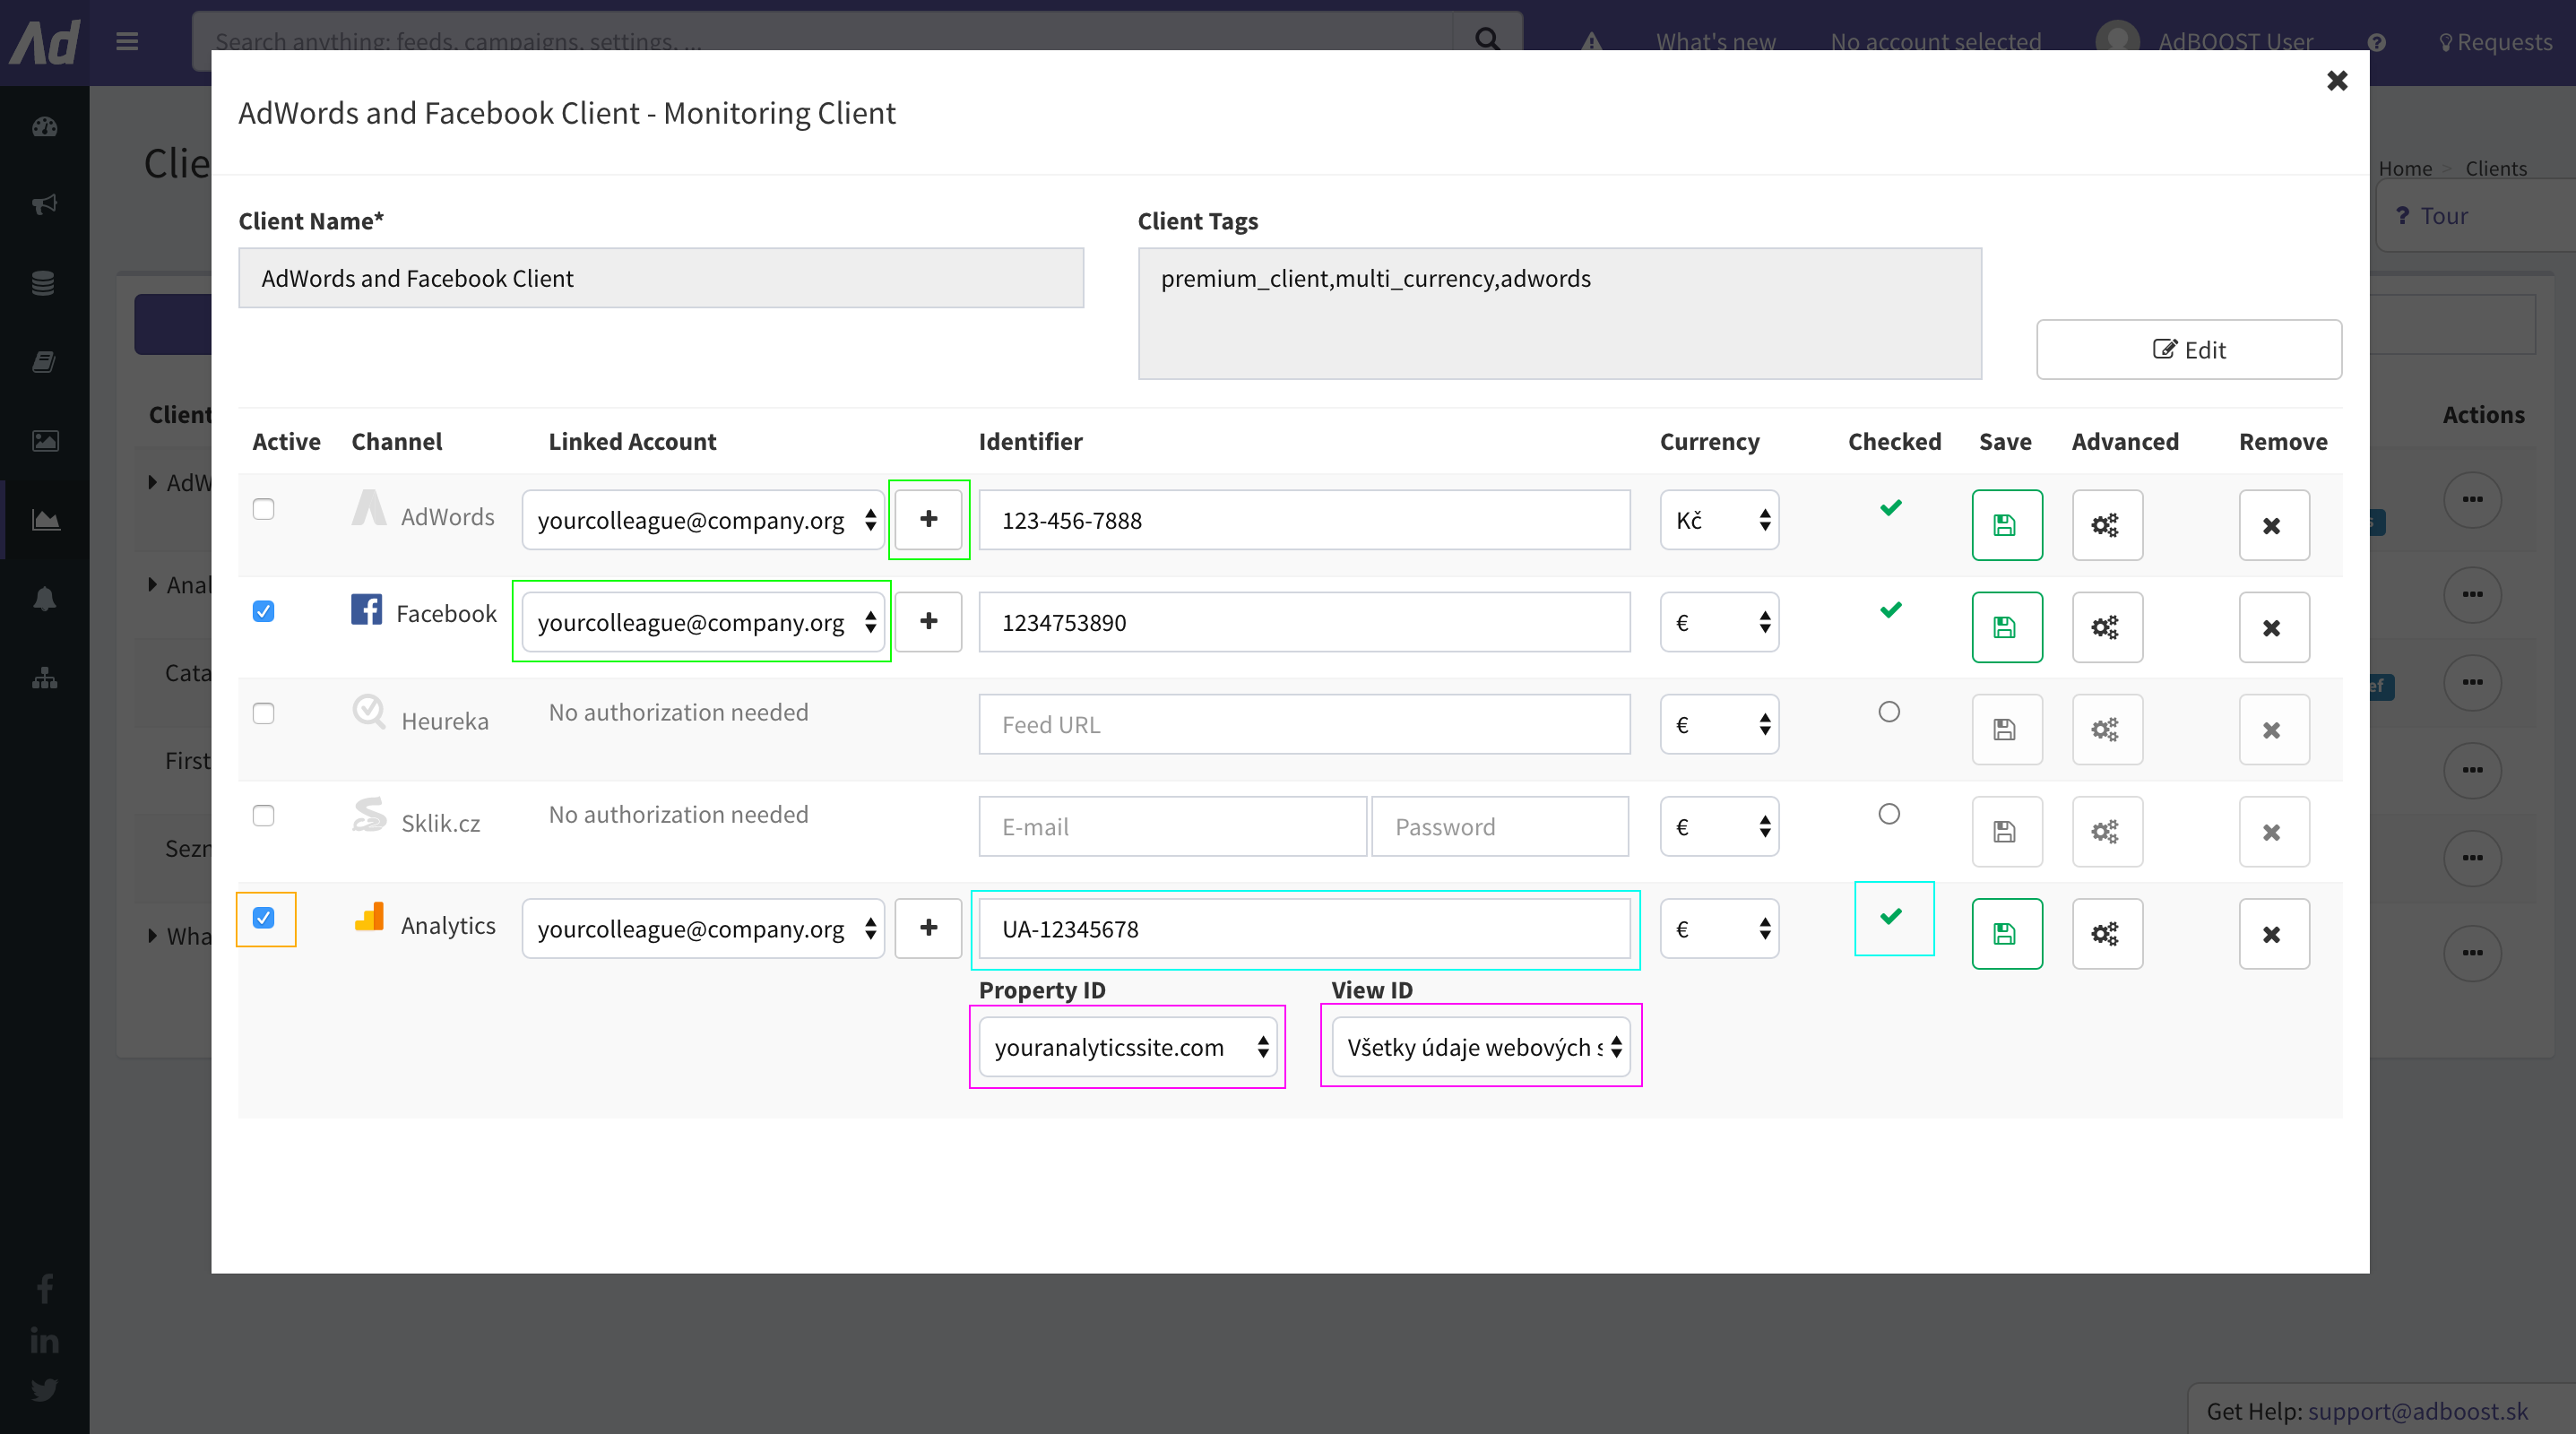 Ad
Search anything: feeds, campaigns, settings, ...
What's new
No account selected
AdBOOST User
Requests
AdWords and Facebook Client - Monitoring Client
Clie
Home > Clients
? Tour
Client Name*
Client Tags
AdWords and Facebook Client
premium_client,multi_currency,adwords
Edit
Client
Actions
Active Channel Linked Account Identifier Currency Checked Save Advanced Remove
AdW
AdWords yourcolleague@company.org + 123-456-7888 Kč
Anal
Facebook yourcolleague@company.org + 1234753890 €
Cata
Heureka No authorization needed Feed URL €
ef
First
Sklik.cz No authorization needed E-mail Password €
Sezn
Analytics yourcolleague@company.org + UA-12345678 €
Wha
Property ID View ID
youranalyticssite.com Všetky údaje webových s
Get Help: support@adboost.sk